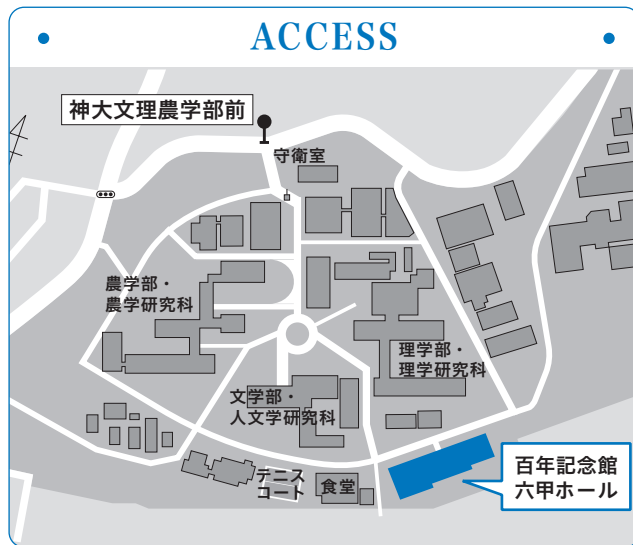 ACCESS
神大文理農学部前
守衛室
農学部・
農学研究科
理学部・
理学研究科
文学部・
人文学研究科
テニス
コート
食堂
百年記念館
六甲ホール